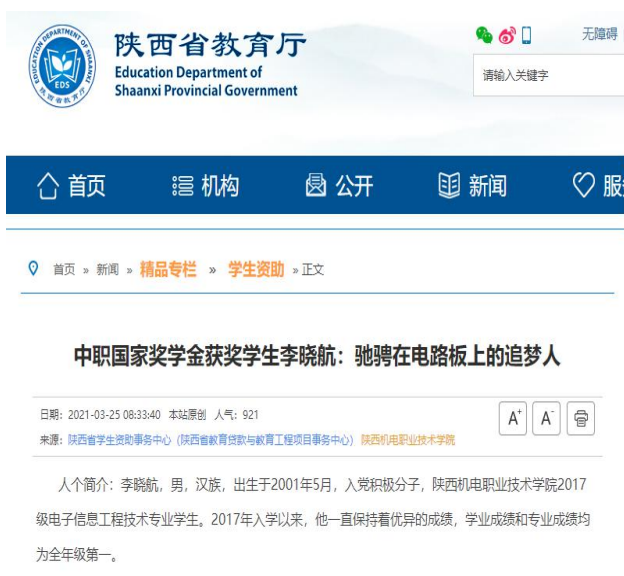 陕西省教育厅
Education Department of
Shaanxi Provincial Government
EDS
无障碍
请输入关键字
首页 机构 公开 新闻
首页 » 新闻 » 精品专栏 » 学生资助 » 正文
中职国家奖学金获奖学生李晓航：驰骋在电路板上的追梦人
日期：2021-03-25 08:33:40 本站原创 人气：921
A+ A-
来源：陕西省学生资助事务中心（陕西省教育贷款与教育工程项目事务中心） 陕西机电职业技术学院
人个简介：李晓航，男，汉族，出生于2001年5月，入党积极分子，陕西机电职业技术学院2017
级电子信息工程技术专业学生。2017年入学以来，他一直保持着优异的成绩，学业成绩和专业成绩均
为全年级第一。